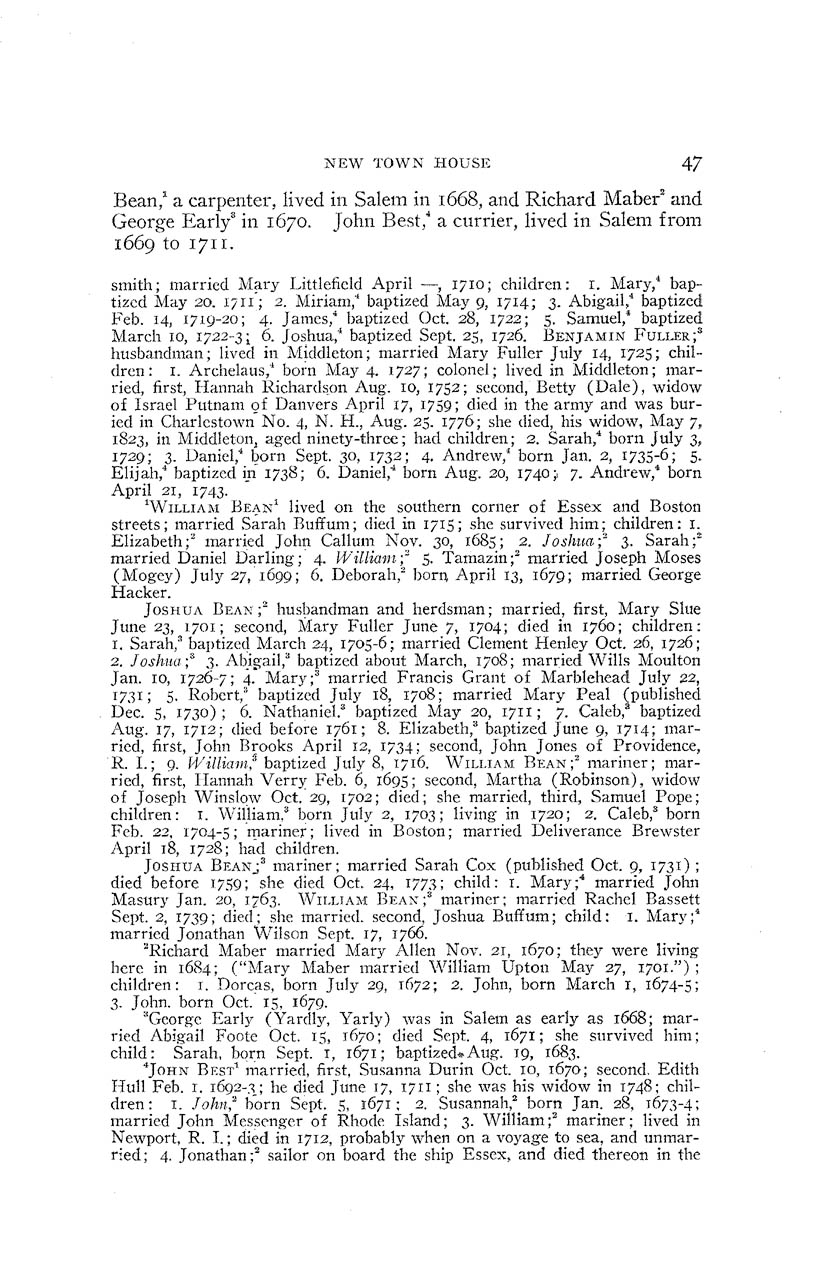 NEW TOWN HOUSE 47
Bean,¹ a carpenter, lived in Salem in 1668, and Richard Maber² and
George Early³ in 1670. John Best,⁴ a currier, lived in Salem from
1669 to 1711.
smith; married Mary Littlefield April —, 1710; children: 1. Mary,⁴ bap-
tized May 20. 1711; 2. Miriam,⁴ baptized May 9, 1714; 3. Abigail,⁴ baptized
Feb. 14, 1719-20; 4. James,⁴ baptized Oct. 28, 1722; 5. Samuel,⁴ baptized
March 10, 1722-3; 6. Joshua,⁴ baptized Sept. 25, 1726. BENJAMIN FULLER;³
husbandman; lived in Middleton; married Mary Fuller July 14, 1725; chil-
dren: 1. Archelaus,⁴ born May 4. 1727; colonel; lived in Middleton; mar-
ried, first, Hannah Richardson Aug. 10, 1752; second, Betty (Dale), widow
of Israel Putnam of Danvers April 17, 1759; died in the army and was bur-
ied in Charlestown No. 4, N. H., Aug. 25. 1776; she died, his widow, May 7,
1823, in Middleton, aged ninety-three; had children; 2. Sarah,⁴ born July 3,
1729; 3. Daniel,⁴ born Sept. 30, 1732; 4. Andrew,⁴ born Jan. 2, 1735-6; 5.
Elijah,⁴ baptized in 1738; 6. Daniel,⁴ born Aug. 20, 1740; 7. Andrew,⁴ born
April 21, 1743.
¹WILLIAM BEAN¹ lived on the southern corner of Essex and Boston
streets; married Sarah Buffum; died in 1715; she survived him; children: 1.
Elizabeth;² married John Callum Nov. 30, 1685; 2. Joshua;² 3. Sarah;²
married Daniel Darling; 4. William;² 5. Tamazin;² married Joseph Moses
(Mogey) July 27, 1699; 6. Deborah,² born April 13, 1679; married George
Hacker.
JOSHUA BEAN;² husbandman and herdsman; married, first, Mary Slue
June 23, 1701; second, Mary Fuller June 7, 1704; died in 1760; children:
1. Sarah,³ baptized March 24, 1705-6; married Clement Henley Oct. 26, 1726;
2. Joshua;³ 3. Abigail,³ baptized about March, 1708; married Wills Moulton
Jan. 10, 1726-7; 4. Mary;³ married Francis Grant of Marblehead July 22,
1731; 5. Robert,³ baptized July 18, 1708; married Mary Peal (published
Dec. 5, 1730); 6. Nathaniel.³ baptized May 20, 1711; 7. Caleb,³ baptized
Aug. 17, 1712; died before 1761; 8. Elizabeth,³ baptized June 9, 1714; mar-
ried, first, John Brooks April 12, 1734; second, John Jones of Providence,
R. I.; 9. William,³ baptized July 8, 1716. WILLIAM BEAN;² mariner; mar-
ried, first, Hannah Verry Feb. 6, 1695; second, Martha (Robinson), widow
of Joseph Winslow Oct. 29, 1702; died; she married, third, Samuel Pope;
children: 1. William,³ born July 2, 1703; living in 1720; 2. Caleb,³ born
Feb. 22, 1704-5; mariner; lived in Boston; married Deliverance Brewster
April 18, 1728; had children.
JOSHUA BEAN;³ mariner; married Sarah Cox (published Oct. 9, 1731);
died before 1759; she died Oct. 24, 1773; child: 1. Mary;⁴ married John
Masury Jan. 20, 1763. WILLIAM BEAN;³ mariner; married Rachel Bassett
Sept. 2, 1739; died; she married. second, Joshua Buffum; child: 1. Mary;⁴
married Jonathan Wilson Sept. 17, 1766.
²Richard Maber married Mary Allen Nov. 21, 1670; they were living
here in 1684; ("Mary Maber married William Upton May 27, 1701.");
children: 1. Dorcas, born July 29, 1672; 2. John, born March 1, 1674-5;
3. John. born Oct. 15, 1679.
³George Early (Yardly, Yarly) was in Salem as early as 1668; mar-
ried Abigail Foote Oct. 15, 1670; died Sept. 4, 1671; she survived him;
child: Sarah, born Sept. 1, 1671; baptized Aug. 19, 1683.
⁴JOHN BEST¹ married, first, Susanna Durin Oct. 10, 1670; second. Edith
Hull Feb. 1. 1692-3; he died June 17, 1711; she was his widow in 1748; chil-
dren: 1. John,² born Sept. 5, 1671; 2. Susannah,² born Jan. 28, 1673-4;
married John Messenger of Rhode Island; 3. William;² mariner; lived in
Newport, R. I.; died in 1712, probably when on a voyage to sea, and unmar-
ried; 4. Jonathan;² sailor on board the ship Essex, and died thereon in the